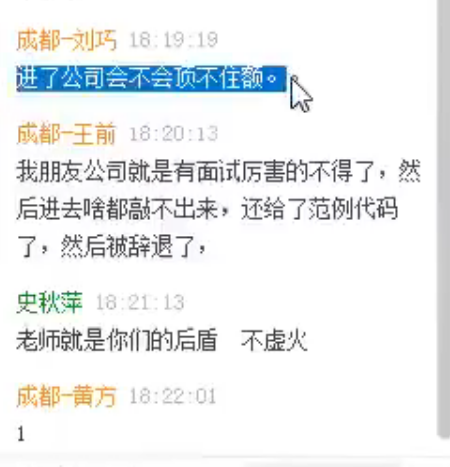 成都-刘巧 18:19:19
进了公司会不会顶不住额。
成都-王前 18:20:13
我朋友公司就是有面试厉害的不得了，然
后进去啥都敲不出来，还给了范例代码
了，然后被辞退了，
史秋萍 18:21:13
老师就是你们的后盾 不虚火
成都-黄方 18:22:01
1